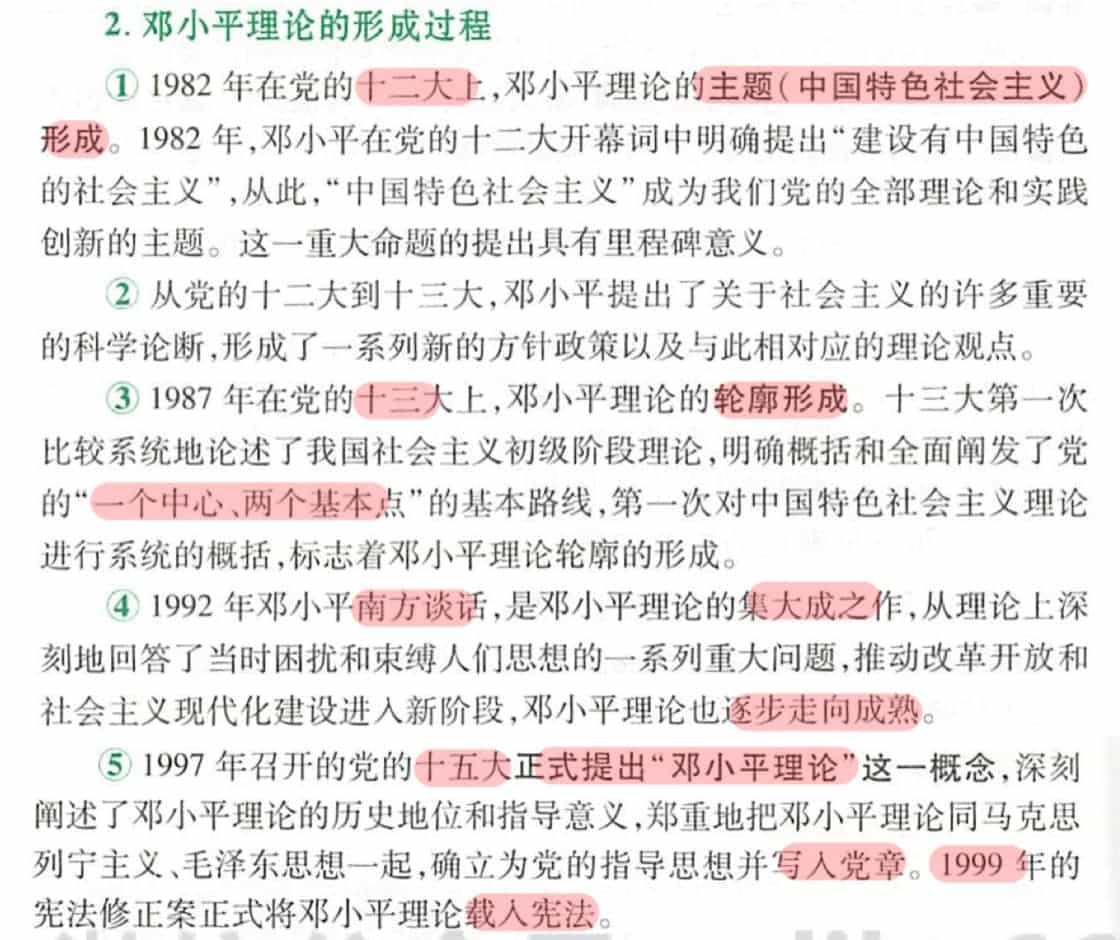 2. 邓小平理论的形成过程
① 1982 年在党的十二大上,邓小平理论的主题(中国特色社会主义)
形成。1982 年,邓小平在党的十二大开幕词中明确提出“建设有中国特色
的社会主义”,从此,“中国特色社会主义”成为我们党的全部理论和实践
创新的主题。这一重大命题的提出具有里程碑意义。
② 从党的十二大到十三大,邓小平提出了关于社会主义的许多重要
的科学论断,形成了一系列新的方针政策以及与此相对应的理论观点。
③ 1987 年在党的十三大上,邓小平理论的轮廓形成。十三大第一次
比较系统地论述了我国社会主义初级阶段理论,明确概括和全面阐发了党
的“一个中心、两个基本点”的基本路线,第一次对中国特色社会主义理论
进行系统的概括,标志着邓小平理论轮廓的形成。
④ 1992 年邓小平南方谈话,是邓小平理论的集大成之作,从理论上深
刻地回答了当时困扰和束缚人们思想的一系列重大问题,推动改革开放和
社会主义现代化建设进入新阶段,邓小平理论也逐步走向成熟。
⑤ 1997 年召开的党的十五大正式提出“邓小平理论”这一概念,深刻
阐述了邓小平理论的历史地位和指导意义,郑重地把邓小平理论同马克思
列宁主义、毛泽东思想一起,确立为党的指导思想并写入党章。1999 年的
宪法修正案正式将邓小平理论载入宪法。